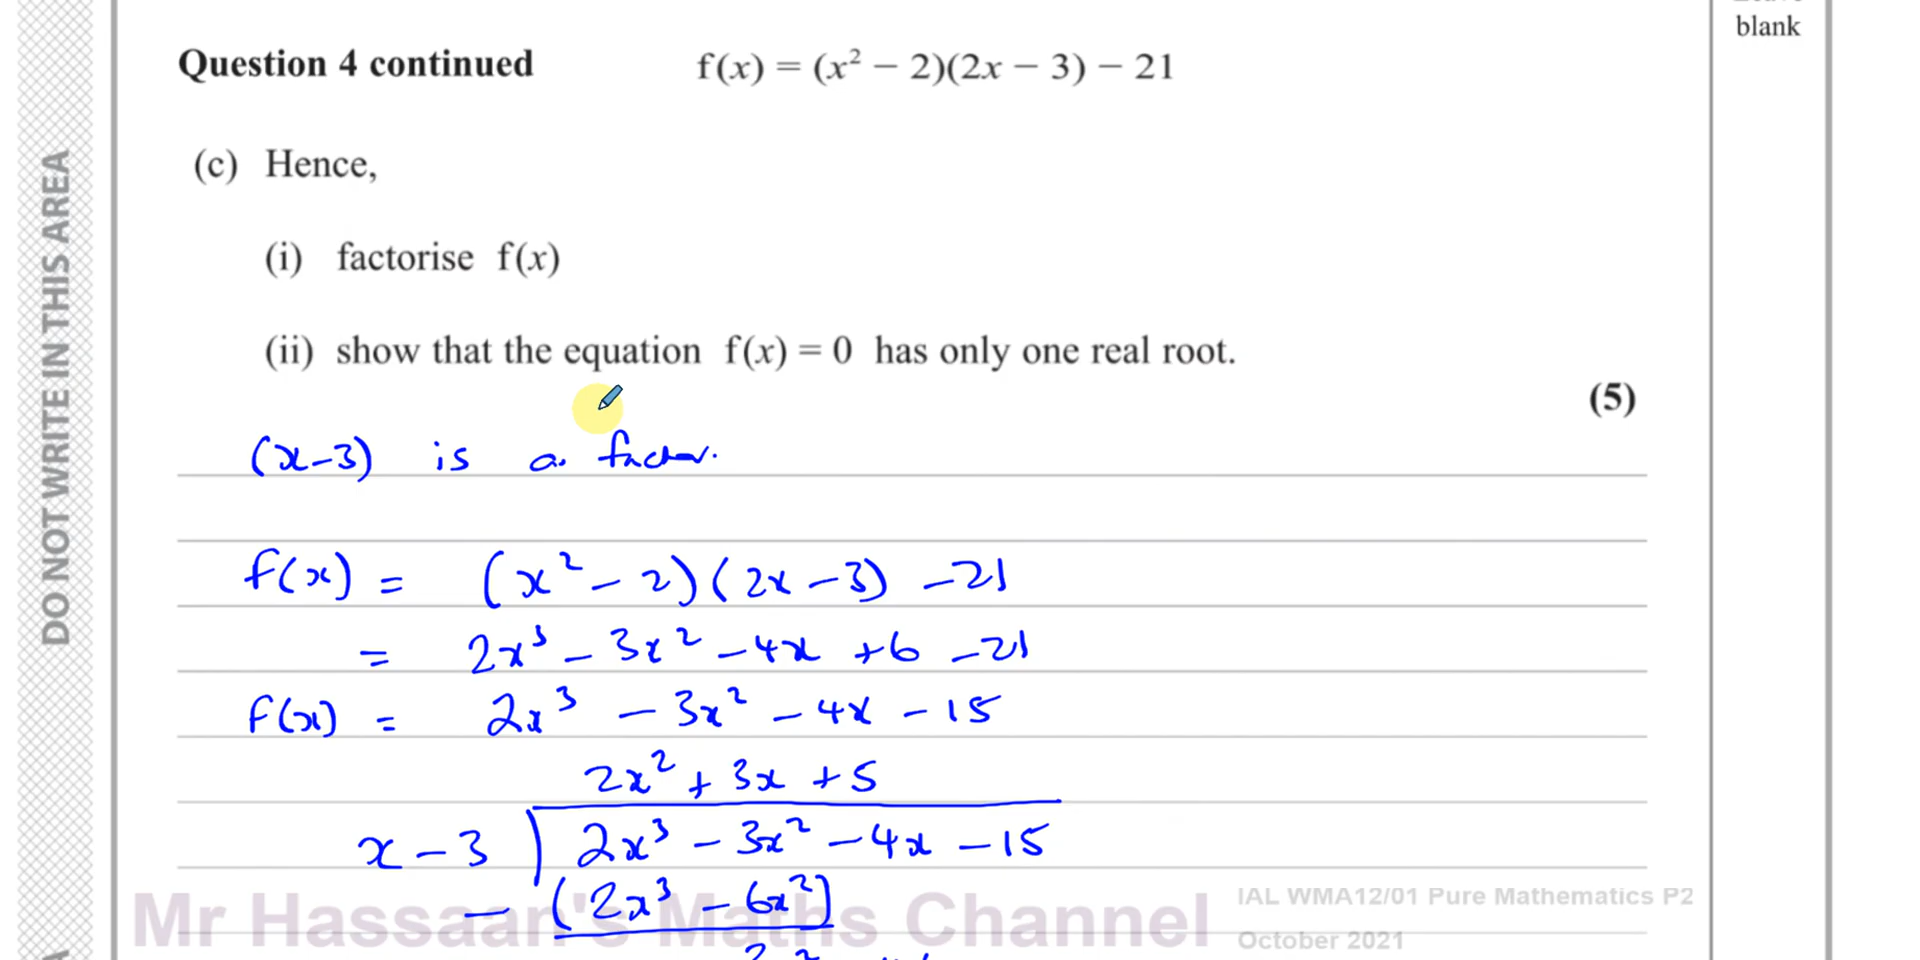 blank
Question 4 continued f(x) = (x² − 2)(2x − 3) − 21
(c) Hence,
(i) factorise f(x)
(ii) show that the equation f(x) = 0 has only one real root.
(5)
(x-3) is a factor.
f(x) = (x² - 2)(2x - 3) - 21
= 2x³ - 3x² - 4x + 6 - 21
f(x) = 2x³ - 3x² - 4x - 15
2x² + 3x + 5
x - 3 ) 2x³ - 3x² - 4x - 15
- (2x³ - 6x²)
Mr Hassaan's Maths Channel
IAL WMA12/01 Pure Mathematics P2
October 2021
DO NOT WRITE IN THIS AREA